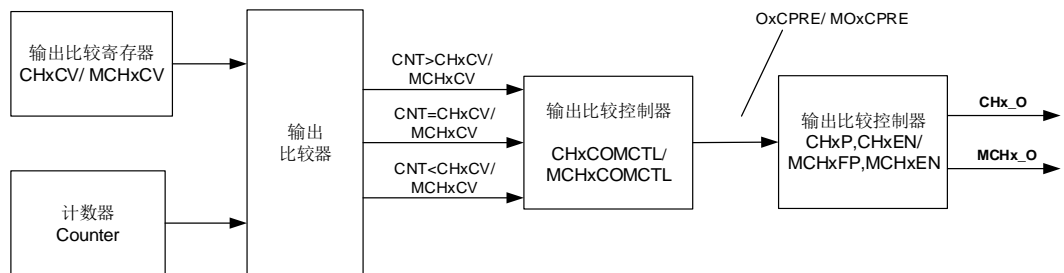 输出比较寄存器
CHxCV/ MCHxCV
计数器
Counter
输出
比较器
CNT>CHxCV/
MCHxCV
CNT=CHxCV/
MCHxCV
CNT<CHxCV/
MCHxCV
输出比较控制器
CHxCOMCTL/
MCHxCOMCTL
OxCPRE/ MOxCPRE
输出比较控制器
CHxP,CHxEN/
MCHxFP,MCHxEN
CHx_O
MCHx_O